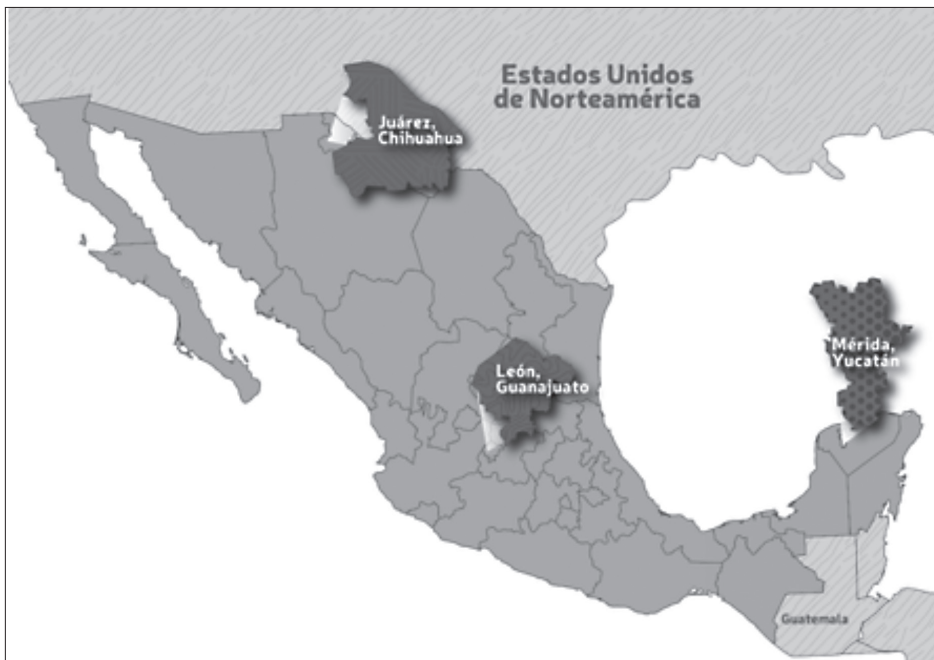 Estados Unidos
de Norteamérica
Juárez,
Chihuahua
Mérida,
Yucatán
León,
Guanajuato
Guatemala